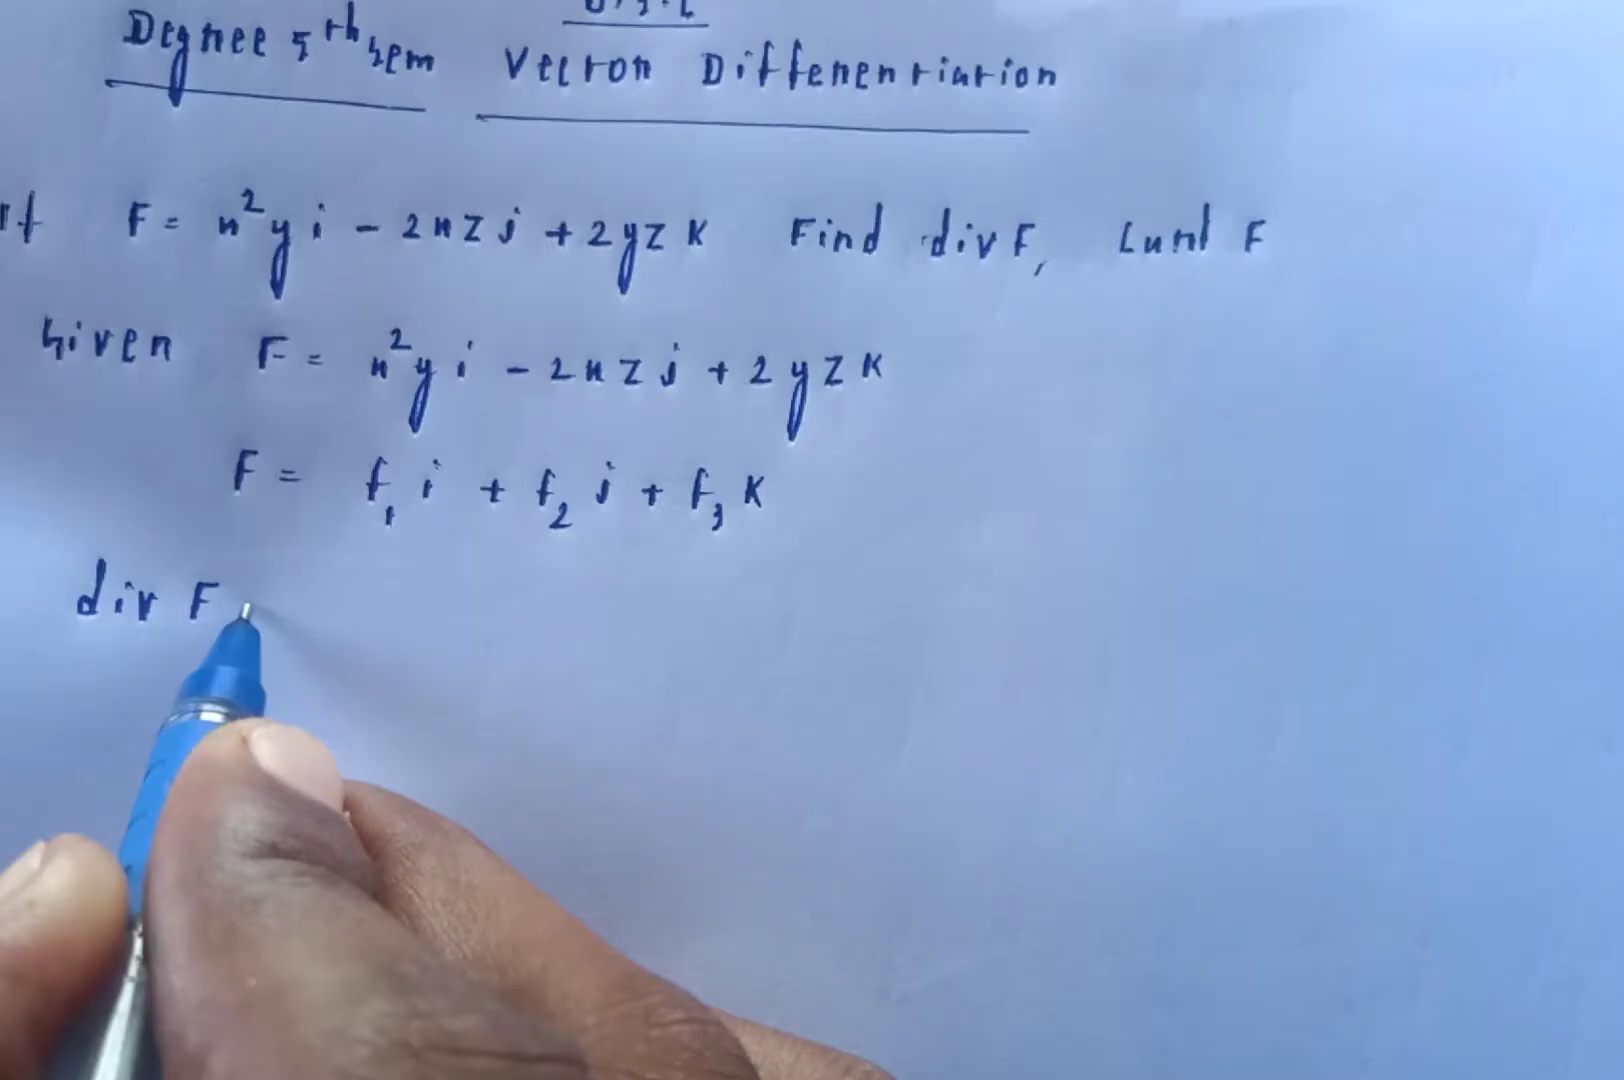 Degree 5th sem Vector Differentiation
If F = x²y i - 2xz j + 2yz k Find div F, Curl F
Given F = x²y i - 2xz j + 2yz k
F = f₁ i + f₂ j + f₃ k
div F